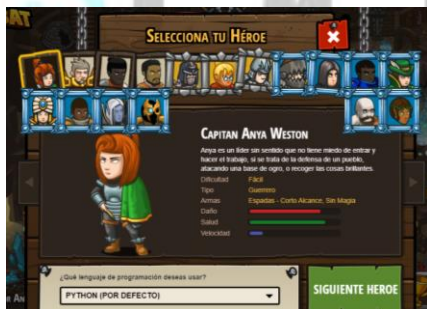 SELECCIONA TU HÉROE
CAPITAN ANYA WESTON
Anya es un líder sin sentido que no tiene miedo de entrar y
hacer el trabajo, si se trata de la defensa de un pueblo,
atacando una base de ogro, o recoger las cosas brillantes.
Dificultad Fácil
Tipo Guerrero
Armas Espadas - Corto Alcance, Sin Magia
Daño
Salud
Velocidad
¿Qué lenguaje de programación deseas usar?
PYTHON (POR DEFECTO)
SIGUIENTE HEROE